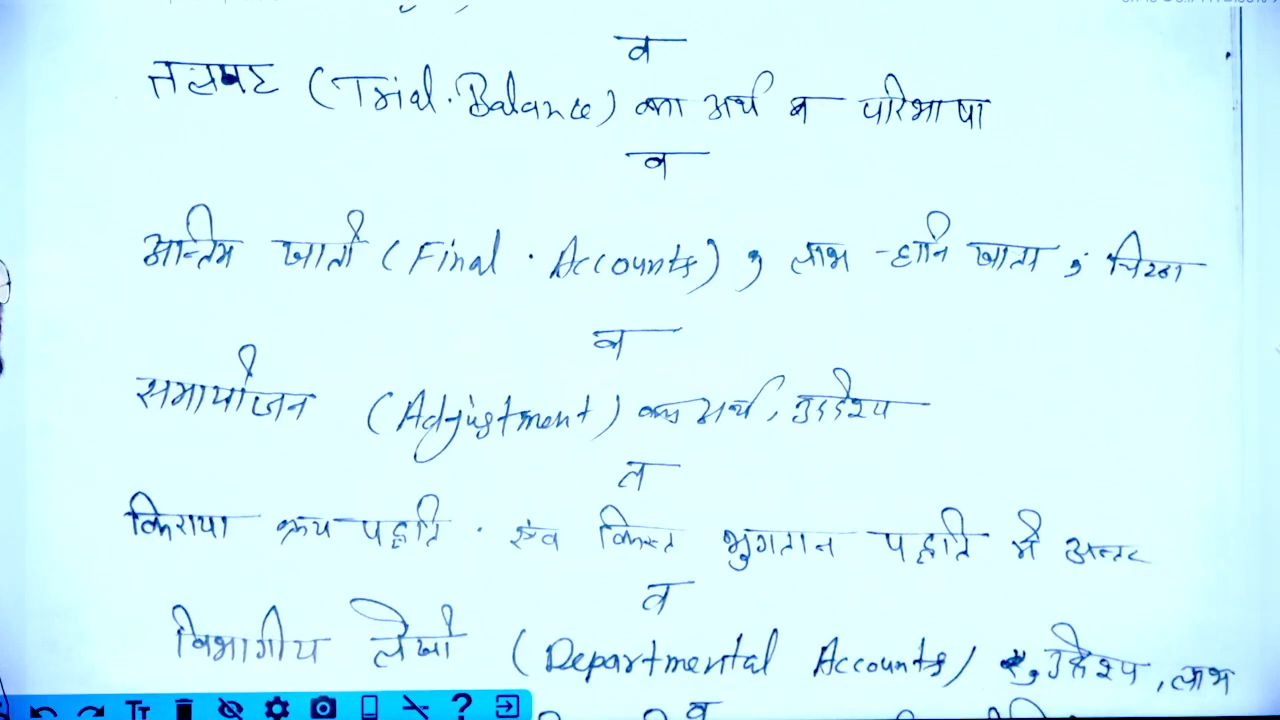 व
तलपट (Trial. Balance) का अर्थ व परिभाषा
व
अन्तिम खातों (Final . Accounts) , लाभ-हानि खाता , चिट्ठा
व
समायोजन (Adjustment) का अर्थ, उद्देश्य
व
किराया क्रय पद्धति . एंव किस्त भुगतान पद्धति में अन्तर
व
विभागीय लेखों (Departmental Accounts) , उद्देश्य, लाभ
व